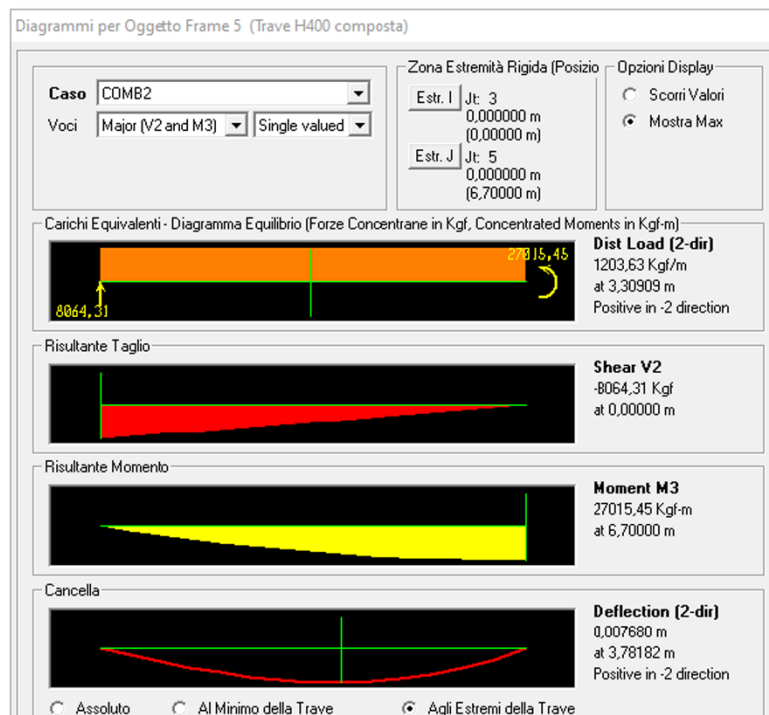 Diagrammi per Oggetto Frame 5 (Trave H400 composta)
Caso COMB2
Voci Major (V2 and M3) Single valued
Zona Estremità Rigida (Posizio
Estr. I Jt: 3
0,000000 m
(0,00000 m)
Estr. J Jt: 5
0,000000 m
(6,70000 m)
Opzioni Display
Scorri Valori
Mostra Max
Carichi Equivalenti - Diagramma Equilibrio (Forze Concentrane in Kgf, Concentrated Moments in Kgf-m)
27015,45
8064,31
Dist Load (2-dir)
1203,63 Kgf/m
at 3,30909 m
Positive in -2 direction
Risultante Taglio
Shear V2
-8064,31 Kgf
at 0,00000 m
Risultante Momento
Moment M3
27015,45 Kgf-m
at 6,70000 m
Cancella
Deflection (2-dir)
0,007680 m
at 3,78182 m
Positive in -2 direction
Assoluto Al Minimo della Trave Agli Estremi della Trave